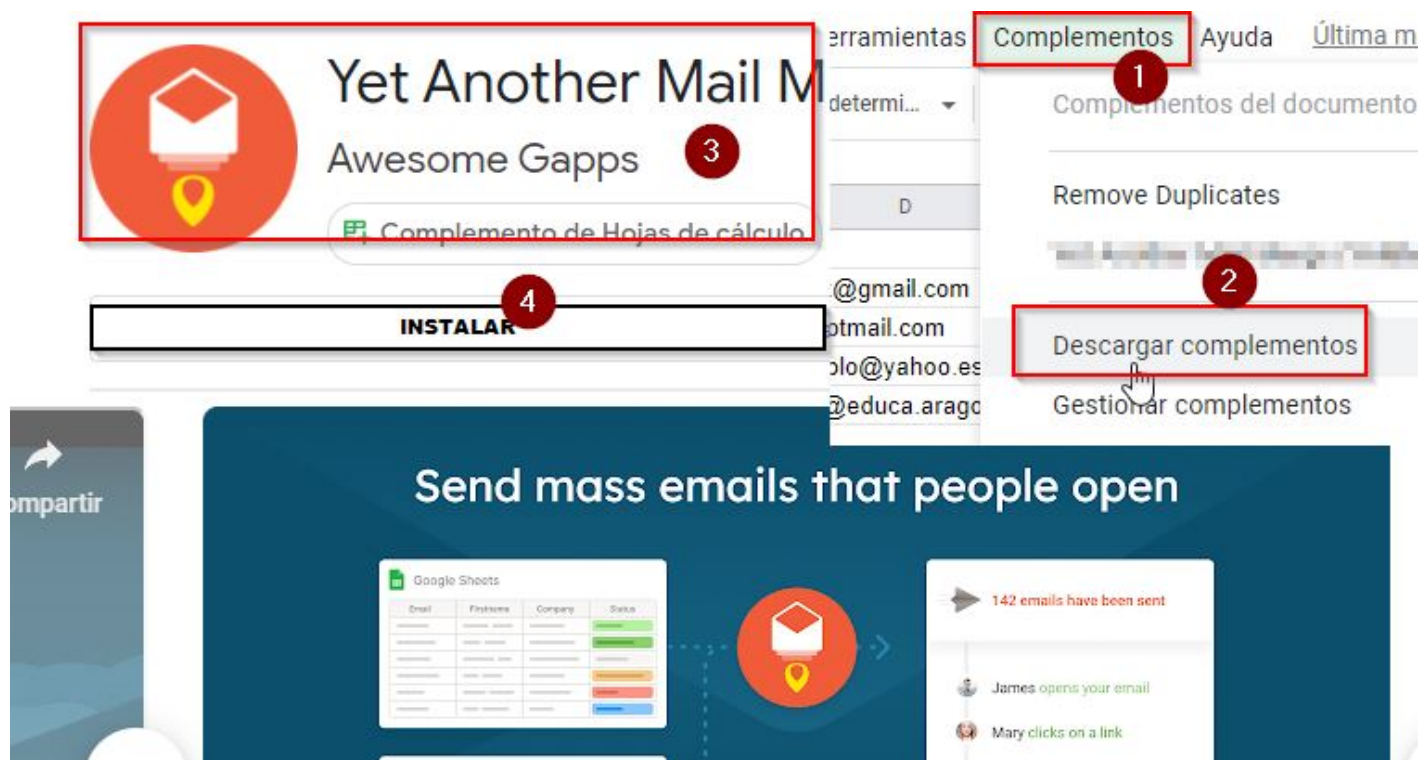 Yet Another Mail M
Awesome Gapps
3
Complemento de Hojas de cálculo
4
INSTALAR
erramientas Complementos Ayuda Última m
1
determi...
Complementos del documento
D
Remove Duplicates
2
@gmail.com
otmail.com
Descargar complementos
olo@yahoo.es
@educa.arago
Gestionar complementos
ompartir
Send mass emails that people open
Google Sheets
Email Firstname Company Status
142 emails have been sent
James opens your email
Mary clicks on a link